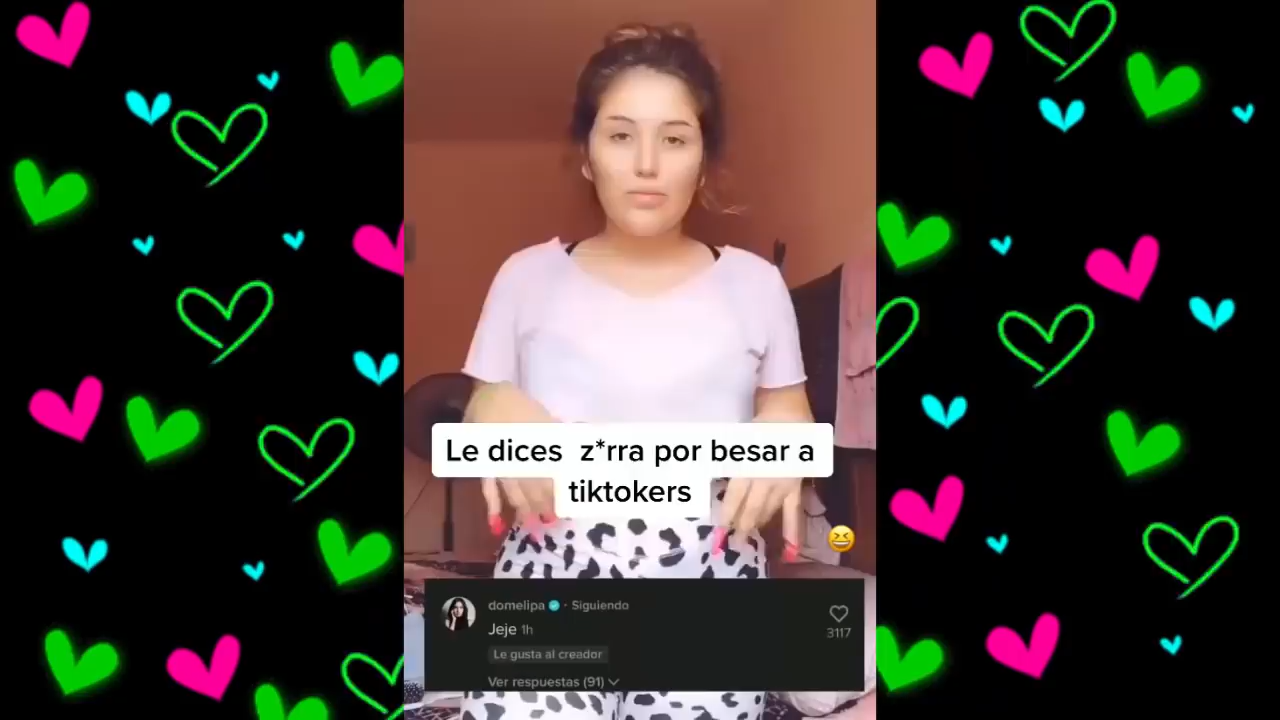 Le dices z*rra por besar a
tiktokers
domelipa · Siguiendo
Jeje 1h
3117
Le gusta al creador
Ver respuestas (91)